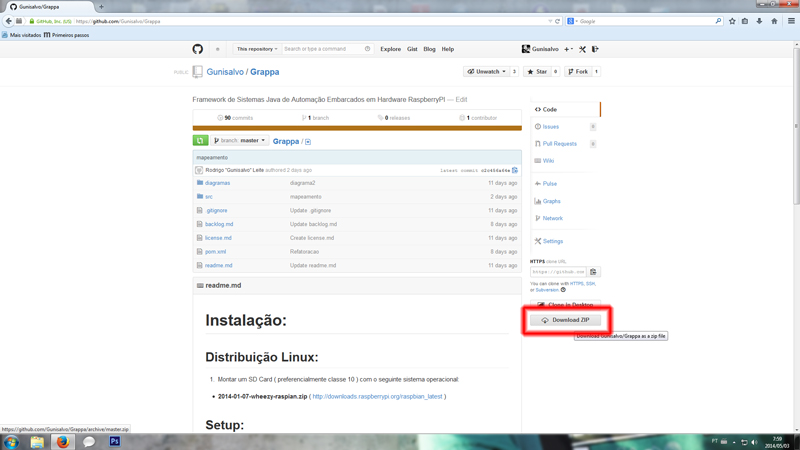 Gunisalvo/Grappa
GitHub, Inc. (US) https://github.com/Gunisalvo/Grappa
Google
Mais visitados Primeiros passos
This repository Search or type a command Explore Gist Blog Help
Gunisalvo
PUBLIC Gunisalvo / Grappa
Unwatch 3 Star 0 Fork 1
Framework de Sistemas Java de Automação Embarcados em Hardware RaspberryPI — Edit
90 commits 1 branch 0 releases 1 contributor
branch: master Grappa /
mapeamento
Rodrigo "Gunisalvo" Leite authored 2 days ago latest commit
diagramas diagrama2 11 days ago
src mapeamento 2 days ago
.gitignore Update .gitignore 11 days ago
backlog.md Update backlog.md 8 days ago
license.md Create license.md 11 days ago
pom.xml Refatoracao 8 days ago
readme.md Update readme.md 11 days ago
readme.md
Instalação:
Distribuição Linux:
1. Montar um SD Card ( preferencialmente classe 10 ) com o seguinte sistema operacional:
• 2014-01-07-wheezy-raspian.zip ( http://downloads.raspberrypi.org/raspbian_latest )
Setup:
Code
Issues 0
Pull Requests 0
Wiki
Pulse
Graphs
Network
Settings
HTTPS clone URL
https://github.com
You can clone with HTTPS, SSH,
or Subversion.
Clone in Desktop
Download ZIP
Download Gunisalvo/Grappa as a zip file
https://github.com/Gunisalvo/Grappa/archive/master.zip
Ps
PT
7:59
2014/05/03